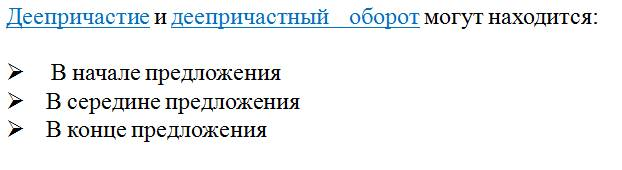 Деепричастие и деепричастный оборот могут находится:
➢ В начале предложения
➢ В середине предложения
➢ В конце предложения